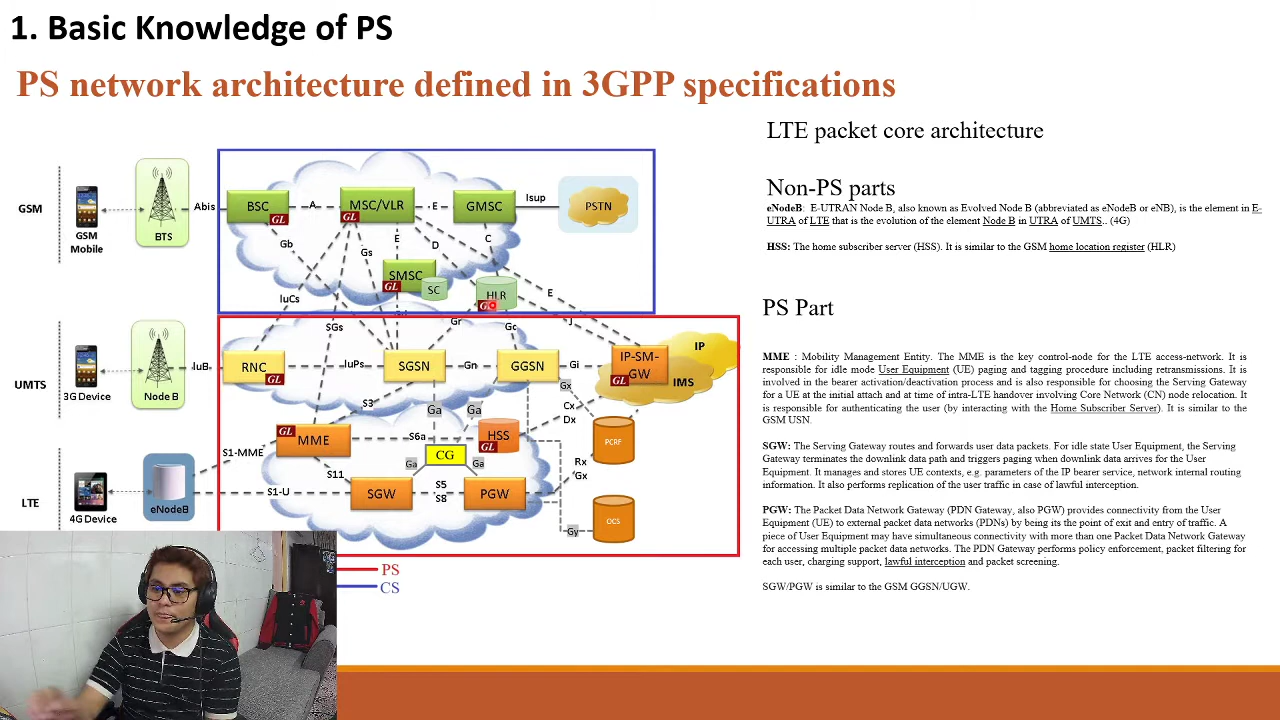 1. Basic Knowledge of PS
PS network architecture defined in 3GPP specifications
GSM
GSM
Mobile
BTS
Abis
BSC
GL
A
MSC/VLR
GL
E
GMSC
Isup
PSTN
Gb
Gs
E
D
C
SMSC
GL
SC
HLR
E
IuCs
SGs
Gr
Gc
J
UMTS
3G Device
Node B
IuB
RNC
GL
IuPs
SGSN
Gn
GGSN
Gi
IP-SM-
GW
GL
IP
IMS
Gx
S3
Ga
Ga
Cx
Dx
GL
MME
S6a
GL
HSS
PCRF
S1-MME
CG
Ga
Ga
Rx
Gx
S11
LTE
4G Device
eNodeB
S1-U
SGW
S5
S8
PGW
Gy
OCS
PS
CS
LTE packet core architecture
Non-PS parts
eNodeB: E-UTRAN Node B, also known as Evolved Node B (abbreviated as eNodeB or eNB), is the element in E-
UTRA of LTE that is the evolution of the element Node B in UTRA of UMTS.. (4G)
HSS: The home subscriber server (HSS). It is similar to the GSM home location register (HLR)
PS Part
MME : Mobility Management Entity. The MME is the key control-node for the LTE access-network. It is
responsible for idle mode User Equipment (UE) paging and tagging procedure including retransmissions. It is
involved in the bearer activation/deactivation process and is also responsible for choosing the Serving Gateway
for a UE at the initial attach and at time of intra-LTE handover involving Core Network (CN) node relocation. It
is responsible for authenticating the user (by interacting with the Home Subscriber Server). It is similar to the
GSM USN.
SGW: The Serving Gateway routes and forwards user data packets. For idle state User Equipment, the Serving
Gateway terminates the downlink data path and triggers paging when downlink data arrives for the User
Equipment. It manages and stores UE contexts, e.g. parameters of the IP bearer service, network internal routing
information. It also performs replication of the user traffic in case of lawful interception.
PGW: The Packet Data Network Gateway (PDN Gateway, also PGW) provides connectivity from the User
Equipment (UE) to external packet data networks (PDNs) by being its the point of exit and entry of traffic. A
piece of User Equipment may have simultaneous connectivity with more than one Packet Data Network Gateway
for accessing multiple packet data networks. The PDN Gateway performs policy enforcement, packet filtering for
each user, charging support, lawful interception and packet screening.
SGW/PGW is similar to the GSM GGSN/UGW.